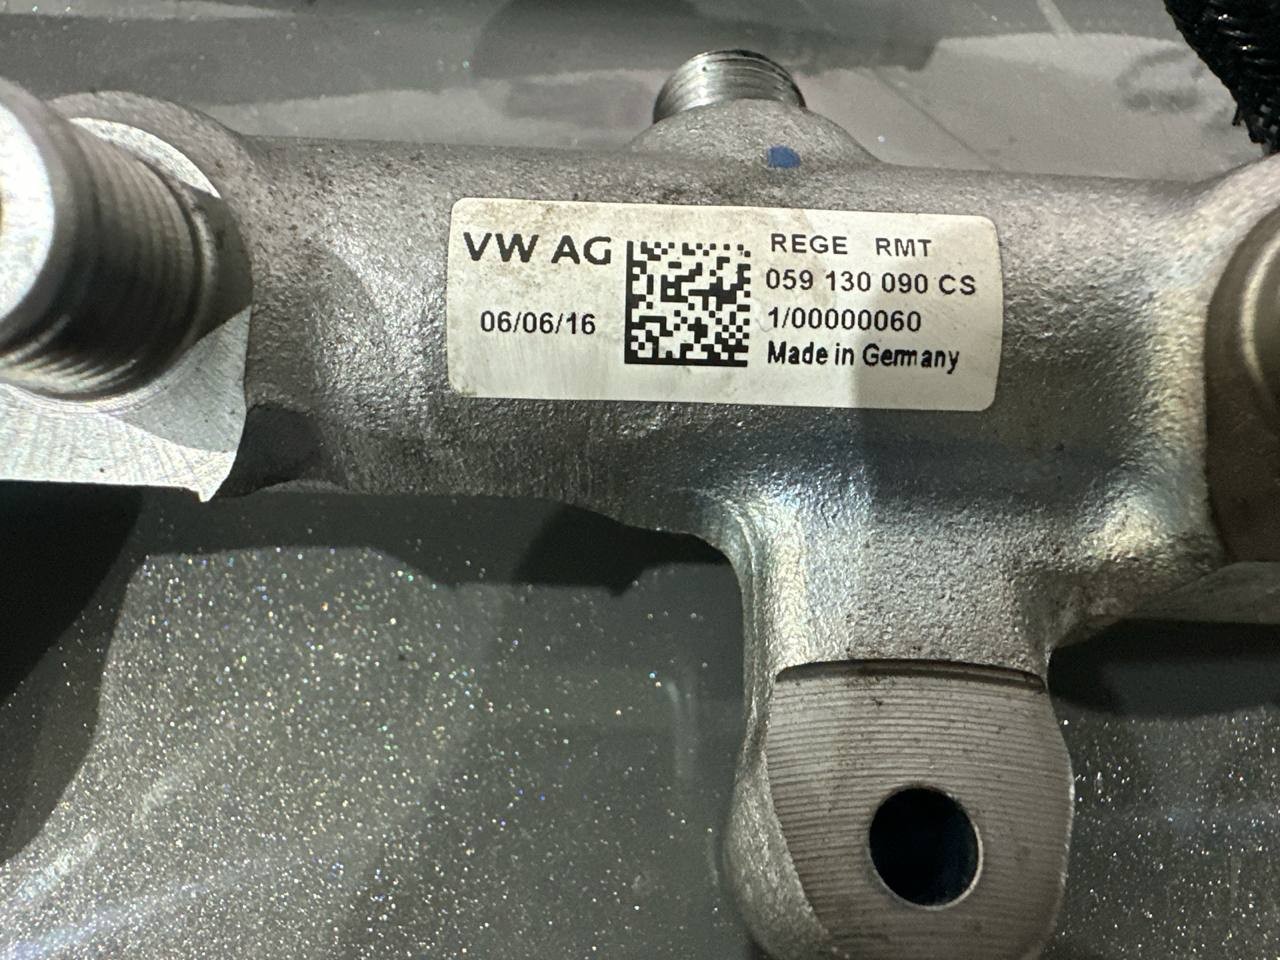 VW AG
06/06/16
REGE RMT
059 130 090 CS
1/00000060
Made in Germany